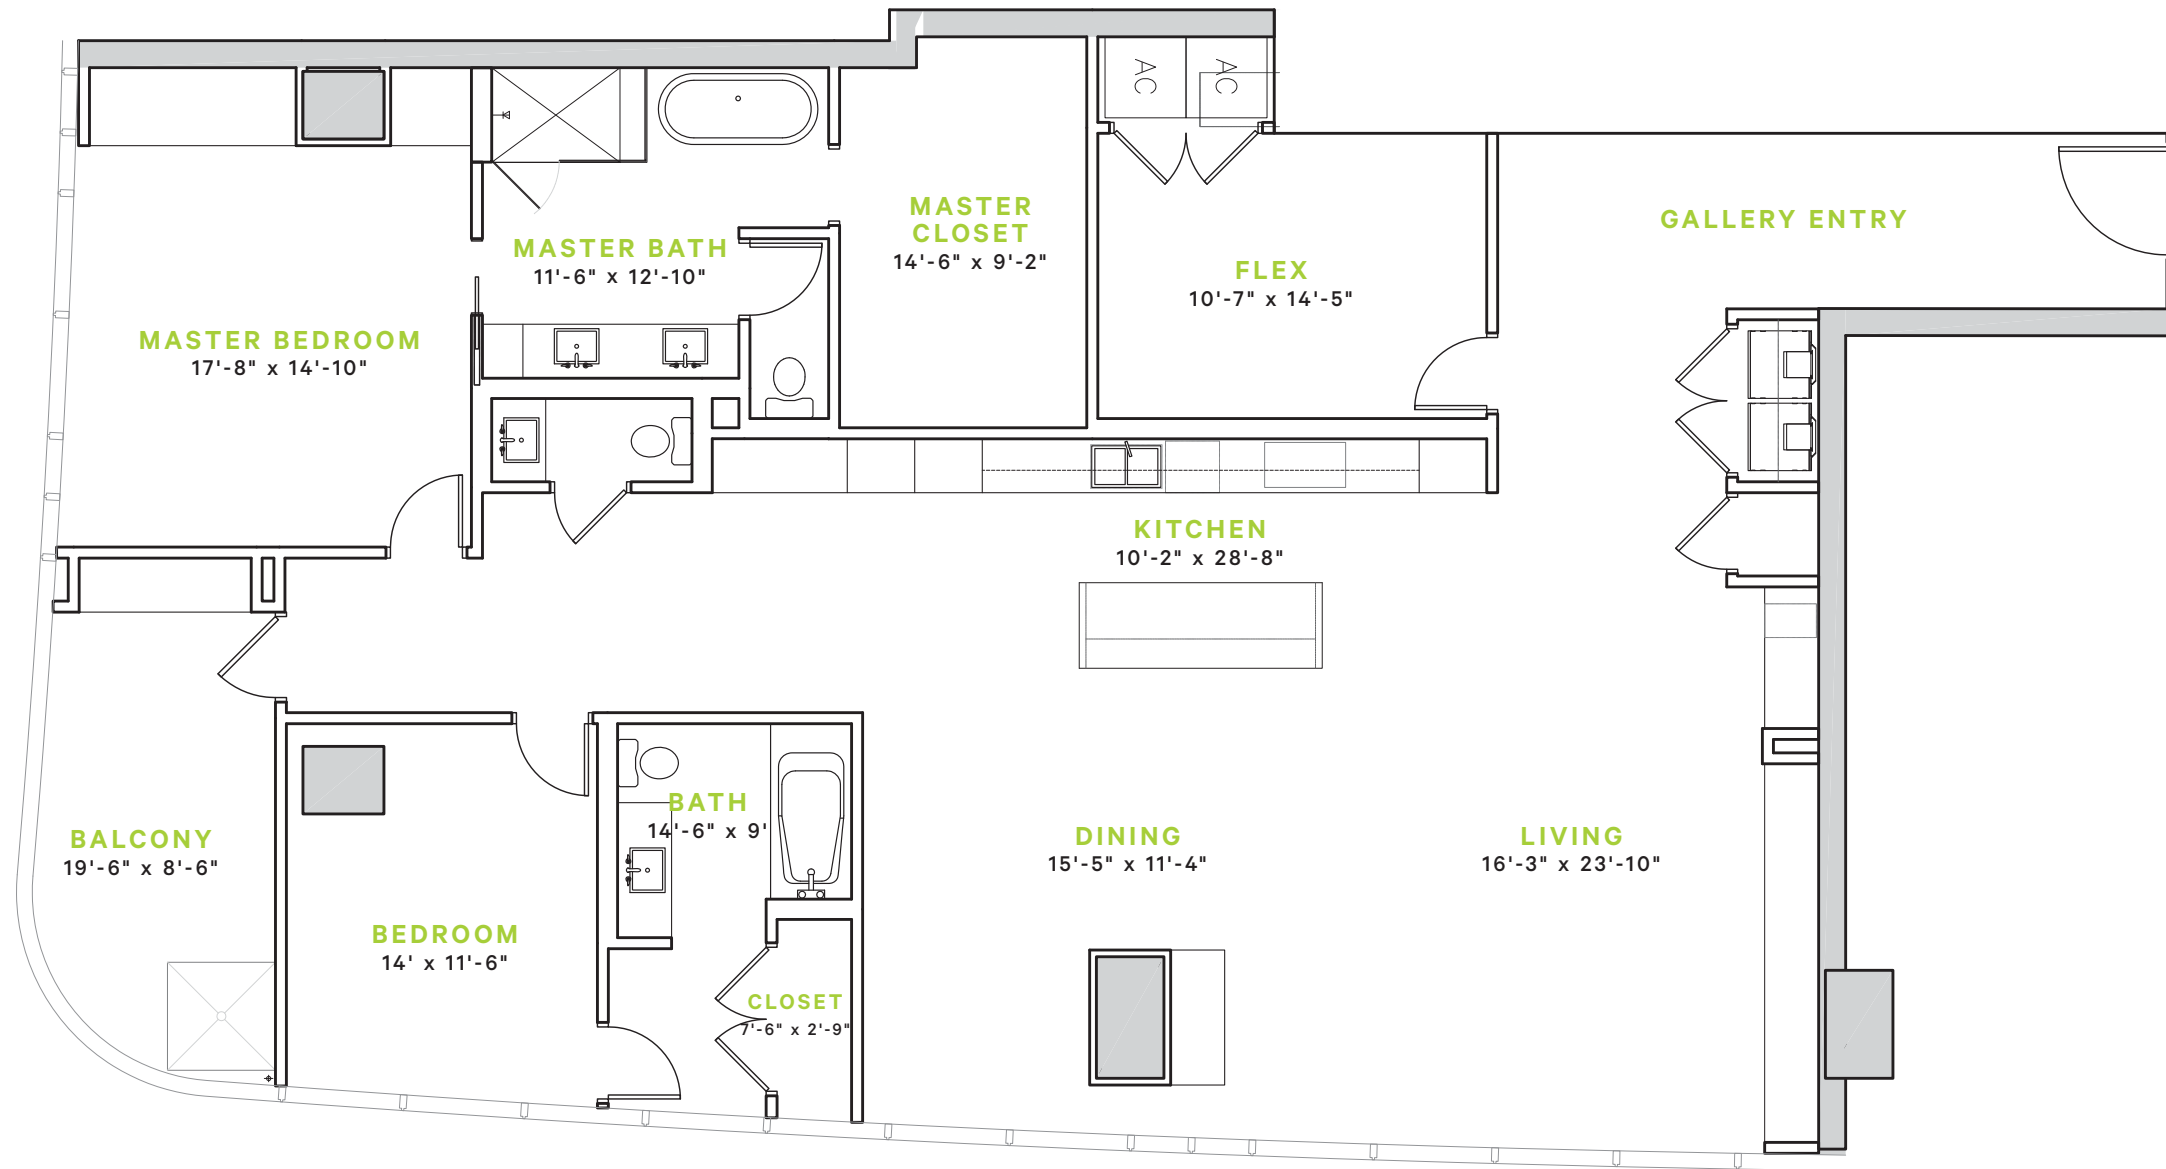 AC
AC
MASTER
CLOSET
14'-6" x 9'-2"
GALLERY ENTRY
MASTER BATH
11'-6" x 12'-10"
FLEX
10'-7" x 14'-5"
MASTER BEDROOM
17'-8" x 14'-10"
KITCHEN
10'-2" x 28'-8"
BATH
14'-6" x 9'
BALCONY
19'-6" x 8'-6"
DINING
15'-5" x 11'-4"
LIVING
16'-3" x 23'-10"
BEDROOM
14' x 11'-6"
CLOSET
7'-6" x 2'-9"